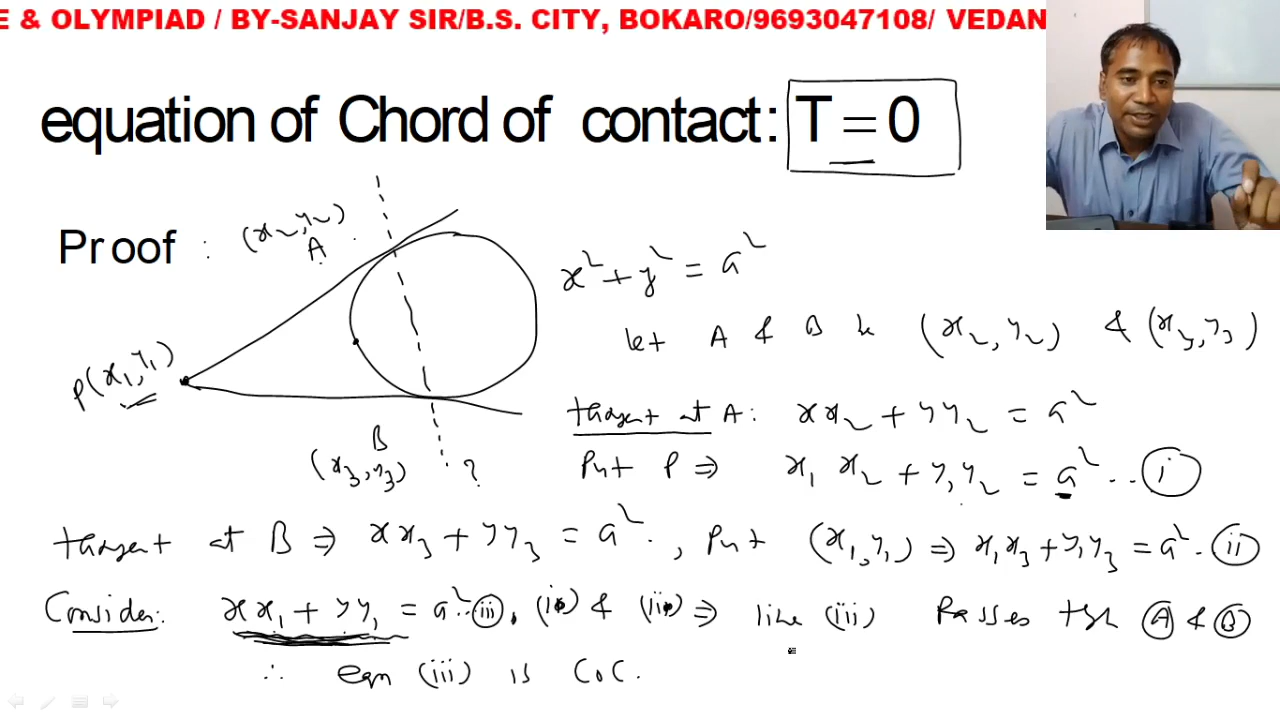 E & OLYMPIAD / BY-SANJAY SIR/B.S. CITY, BOKARO/9693047108/ VEDAN
equation of Chord of contact: T = 0
Proof :
(x₂, y₂)
A
x² + y² = a²
let A & B be (x₂, y₂) & (x₃, y₃)
P(x₁, y₁)
tangent at A: xx₂ + yy₂ = a²
B
(x₃, y₃)
?
Put P ⇒ x₁x₂ + y₁y₂ = a² .. (i)
tangent at B ⇒ xx₃ + yy₃ = a². , Put (x₁, y₁) ⇒ x₁x₃ + y₁y₃ = a² . (ii)
Consider: xx₁ + yy₁ = a² .. (iii) , (i) & (ii) ⇒ line (iii) Passes thr (A) & (B)
∴ eqn (iii) is CoC.